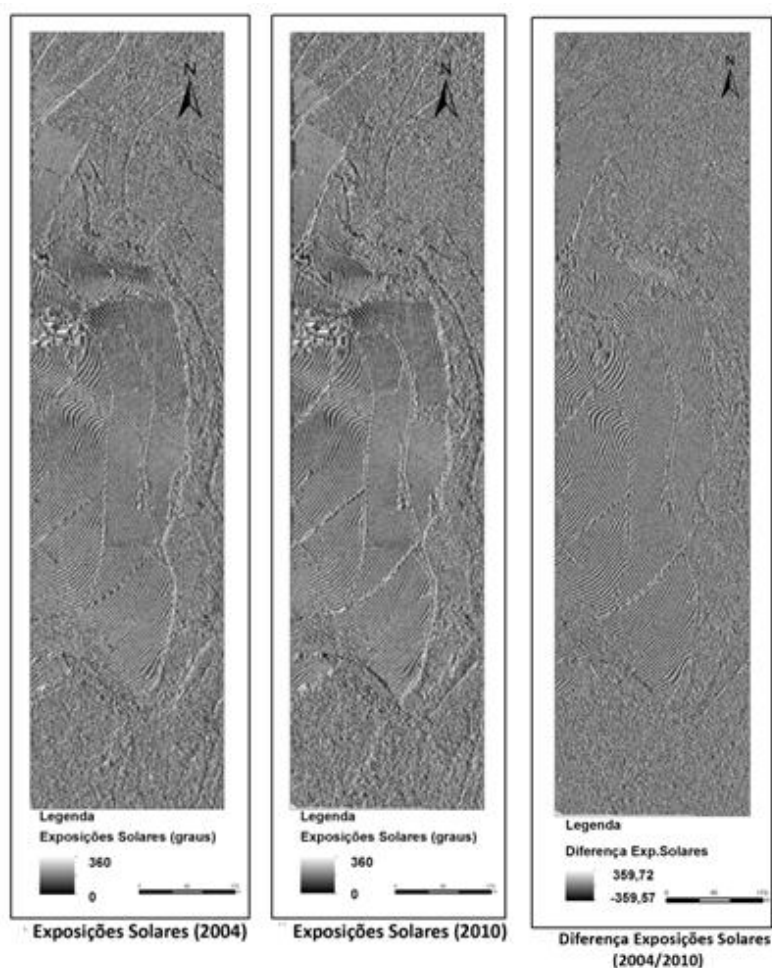 N
N
N
Legenda
Exposições Solares (graus)
360
0
Exposições Solares (2004)
Legenda
Exposições Solares (graus)
360
0
Exposições Solares (2010)
Legenda
Diferença Exp.Solares
359,72
-359,57
Diferença Exposições Solares
(2004/2010)